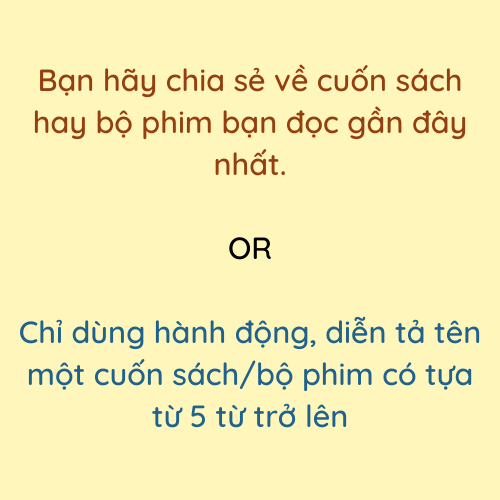 Bạn hãy chia sẻ về cuốn sách
hay bộ phim bạn đọc gần đây
nhất.
OR
Chỉ dùng hành động, diễn tả tên
một cuốn sách/bộ phim có tựa
từ 5 từ trở lên